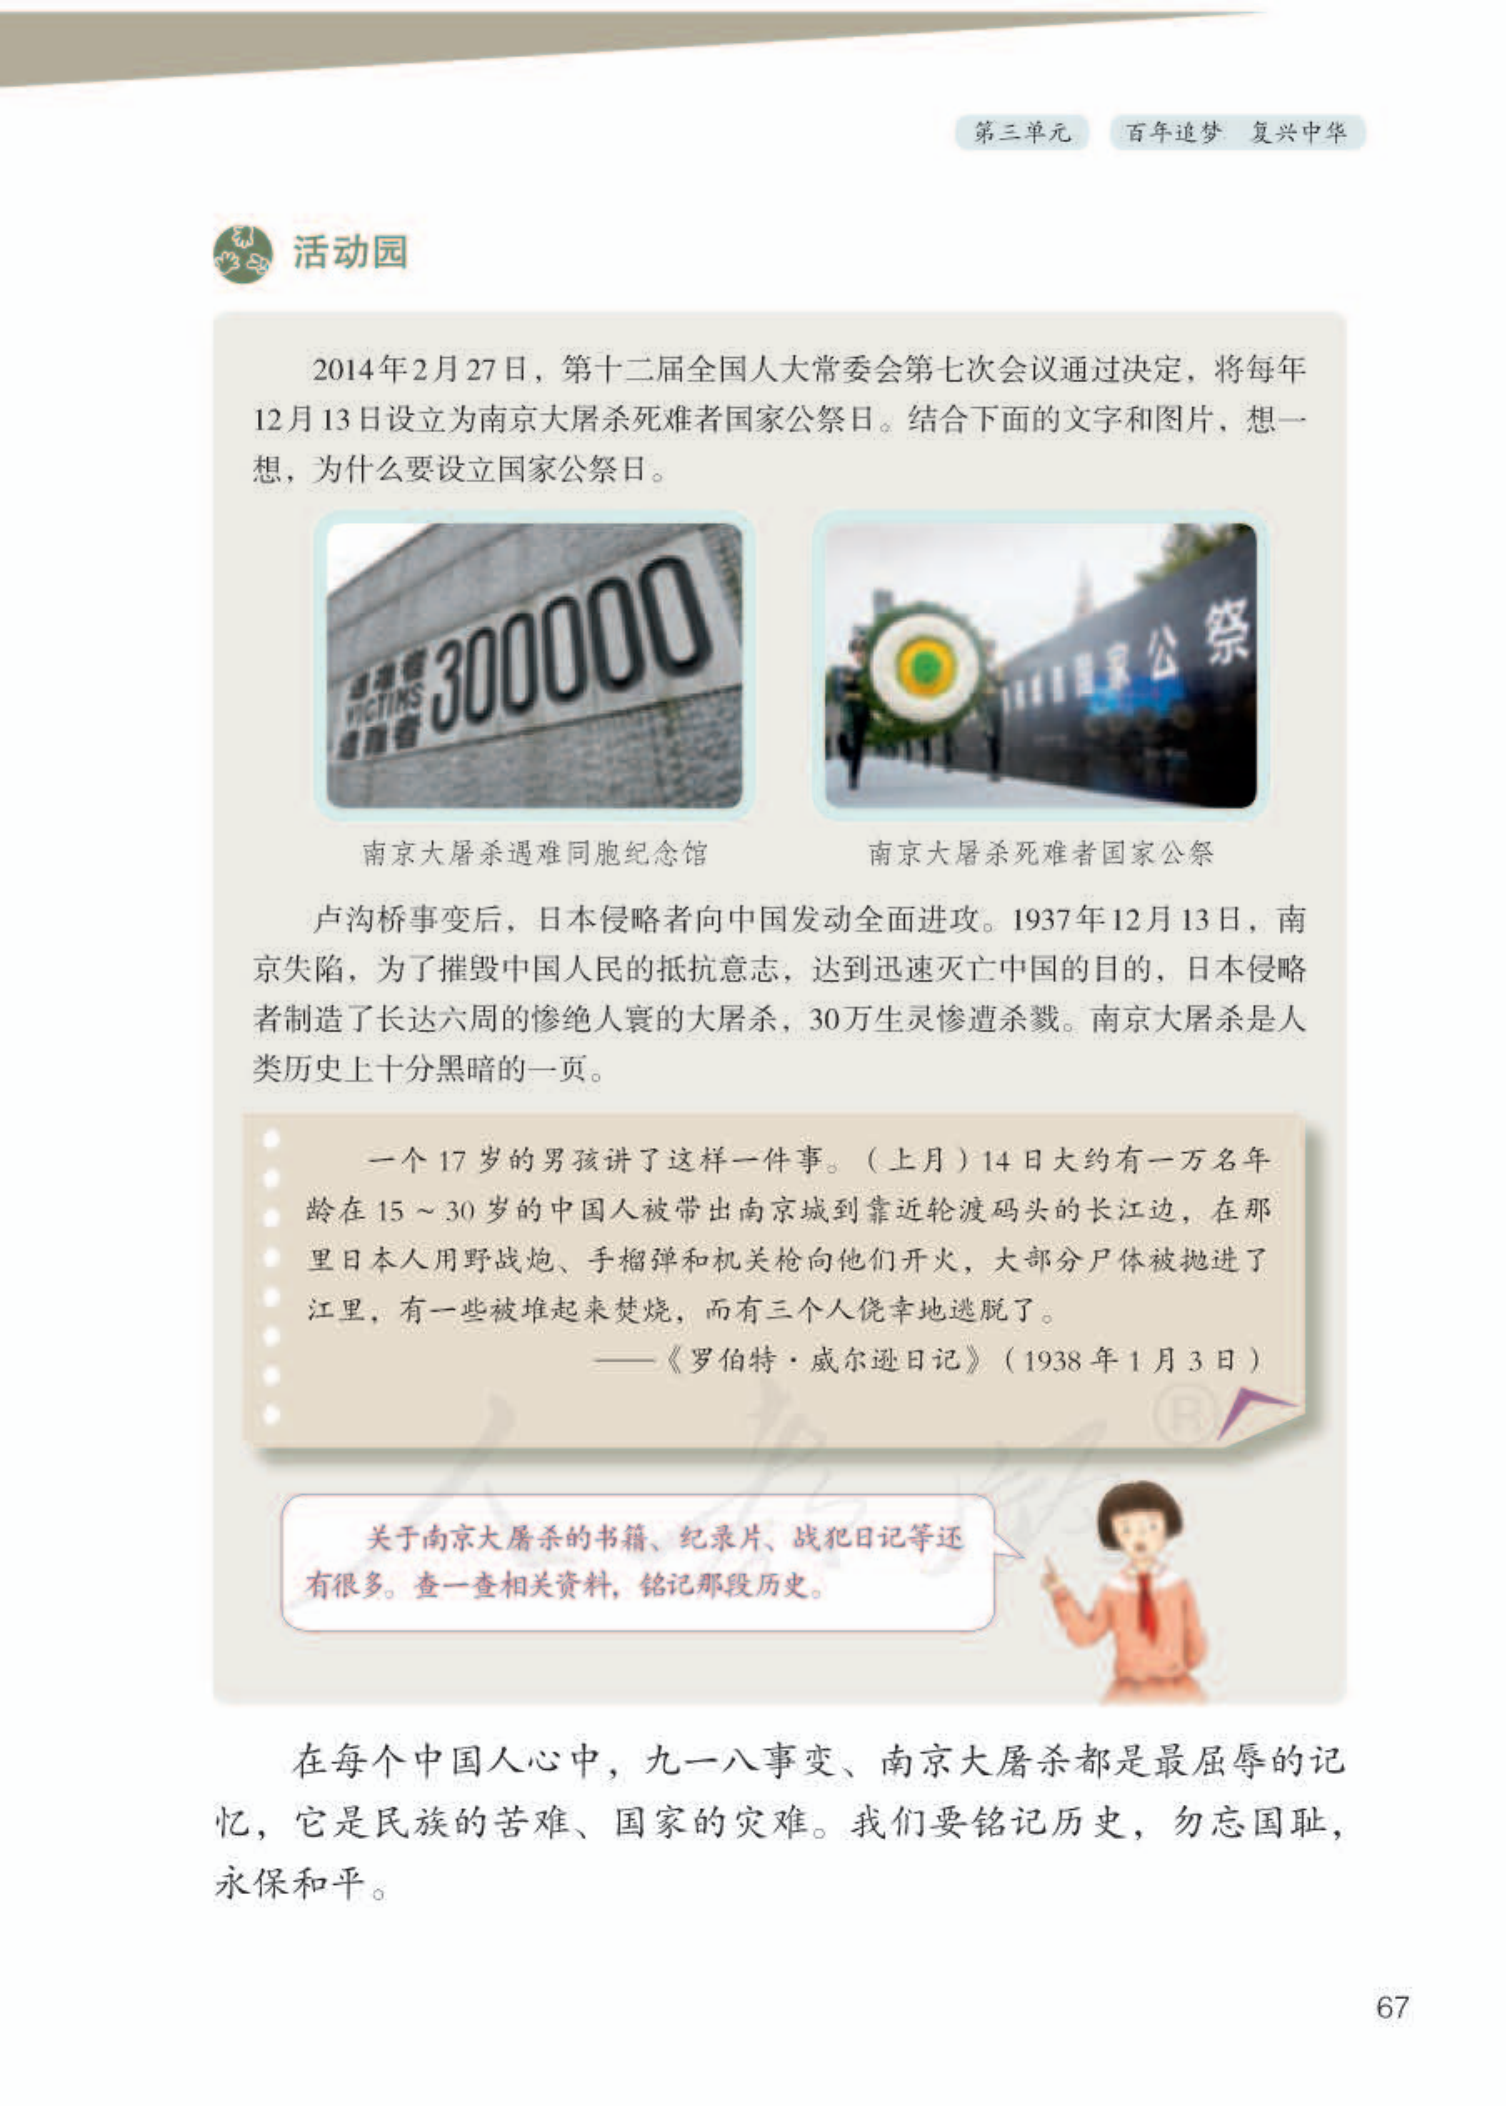 第三单元 百年追梦 复兴中华
活动园
2014年2月27日，第十二届全国人大常委会第七次会议通过决定，将每年
12月13日设立为南京大屠杀死难者国家公祭日。结合下面的文字和图片，想一
想，为什么要设立国家公祭日。
VICTIMS
300000
遭难者
国家公祭
南京大屠杀遇难同胞纪念馆
南京大屠杀死难者国家公祭
卢沟桥事变后，日本侵略者向中国发动全面进攻。1937年12月13日，南
京失陷，为了摧毁中国人民的抵抗意志，达到迅速灭亡中国的目的，日本侵略
者制造了长达六周的惨绝人寰的大屠杀，30万生灵惨遭杀戮。南京大屠杀是人
类历史上十分黑暗的一页。
一个17岁的男孩讲了这样一件事。（上月）14日大约有一万名年
龄在15～30岁的中国人被带出南京城到靠近轮渡码头的长江边，在那
里日本人用野战炮、手榴弹和机关枪向他们开火，大部分尸体被抛进了
江里，有一些被堆起来焚烧，而有三个人侥幸地逃脱了。
——《罗伯特·威尔逊日记》（1938年1月3日）
关于南京大屠杀的书籍、纪录片、战犯日记等还
有很多。查一查相关资料，铭记那段历史。
在每个中国人心中，九一八事变、南京大屠杀都是最屈辱的记
忆，它是民族的苦难、国家的灾难。我们要铭记历史，勿忘国耻，
永保和平。
67